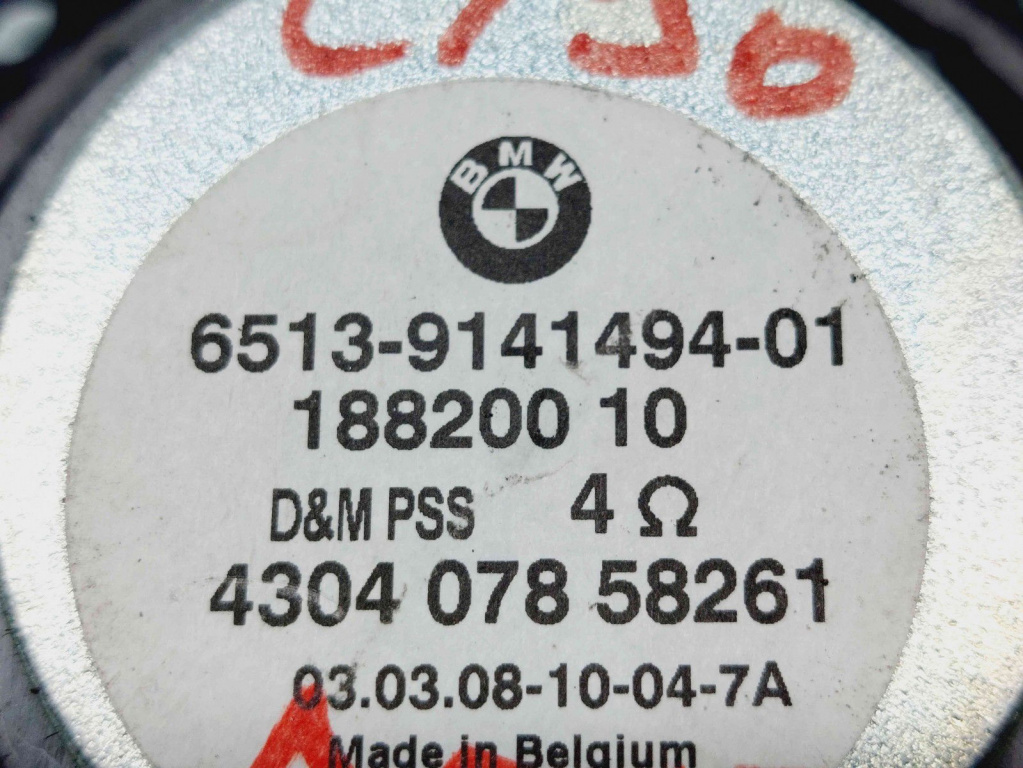 BMW
6513-9141494-01
188200 10
D&M PSS 4 Ω
4304 078 58261
03.03.08-10-04-7A
Made in Belgium